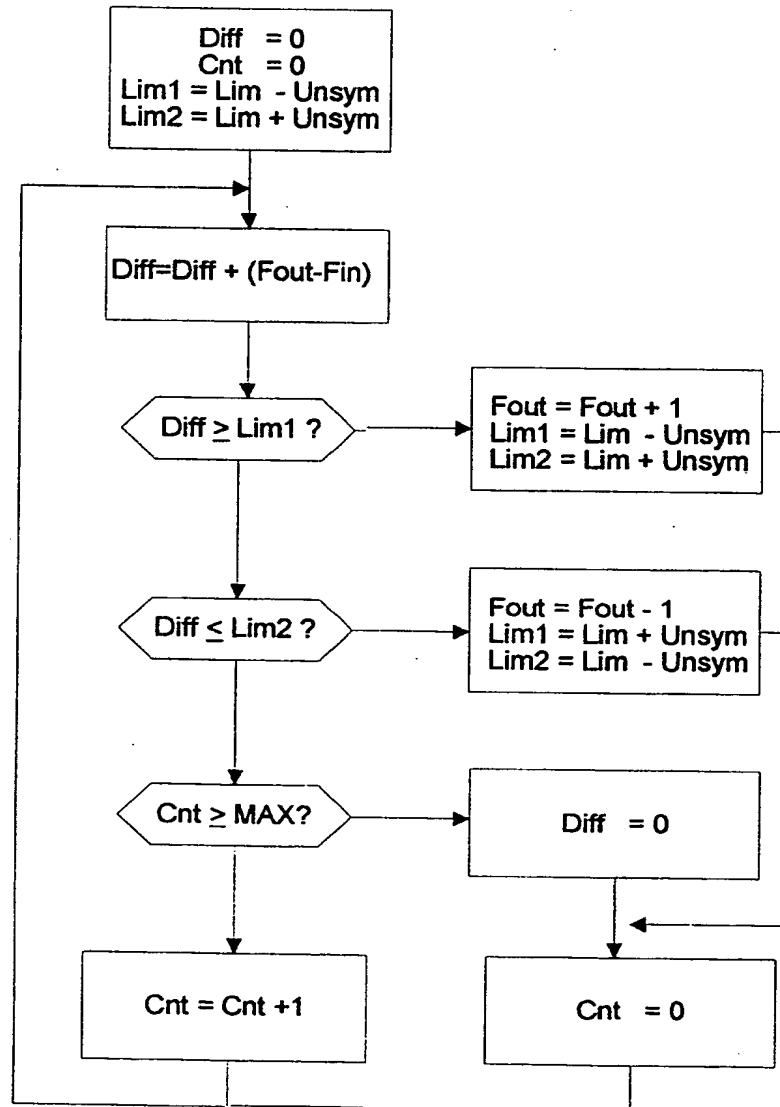 Diff = 0
Cnt = 0
Lim1 = Lim - Unsym
Lim2 = Lim + Unsym
Diff=Diff + (Fout-Fin)
Diff ≥ Lim1 ?
Fout = Fout + 1
Lim1 = Lim - Unsym
Lim2 = Lim + Unsym
Diff ≤ Lim2 ?
Fout = Fout - 1
Lim1 = Lim + Unsym
Lim2 = Lim - Unsym
Cnt ≥ MAX?
Diff = 0
Cnt = Cnt +1
Cnt = 0